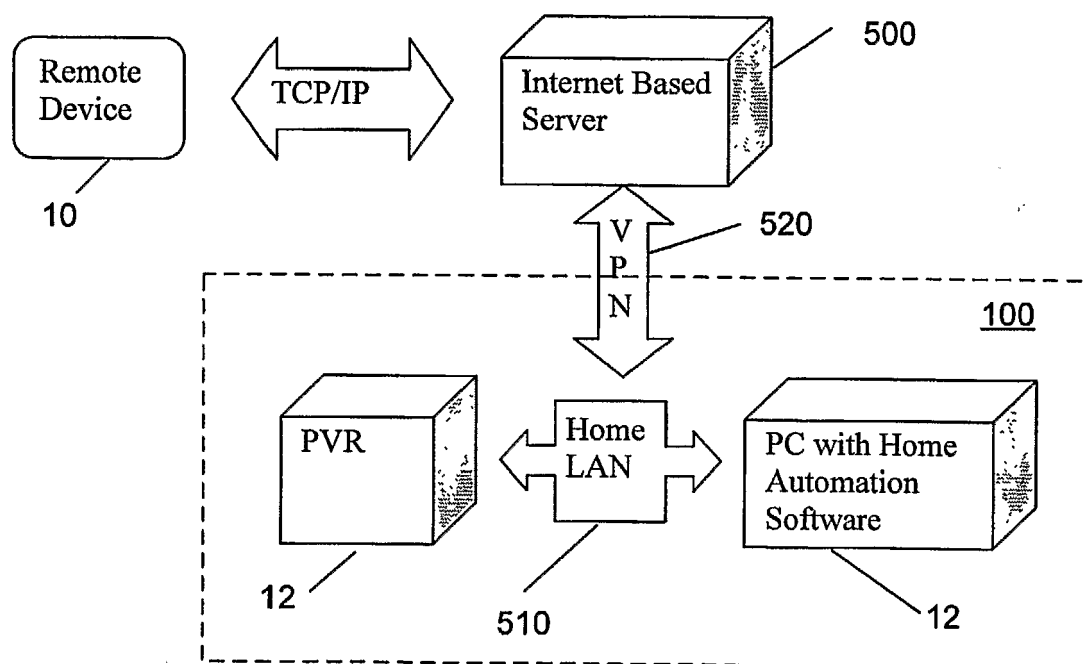 Remote
Device
10
TCP/IP
Internet Based
Server
500
V
P
N
520
100
PVR
12
Home
LAN
510
PC with Home
Automation
Software
12